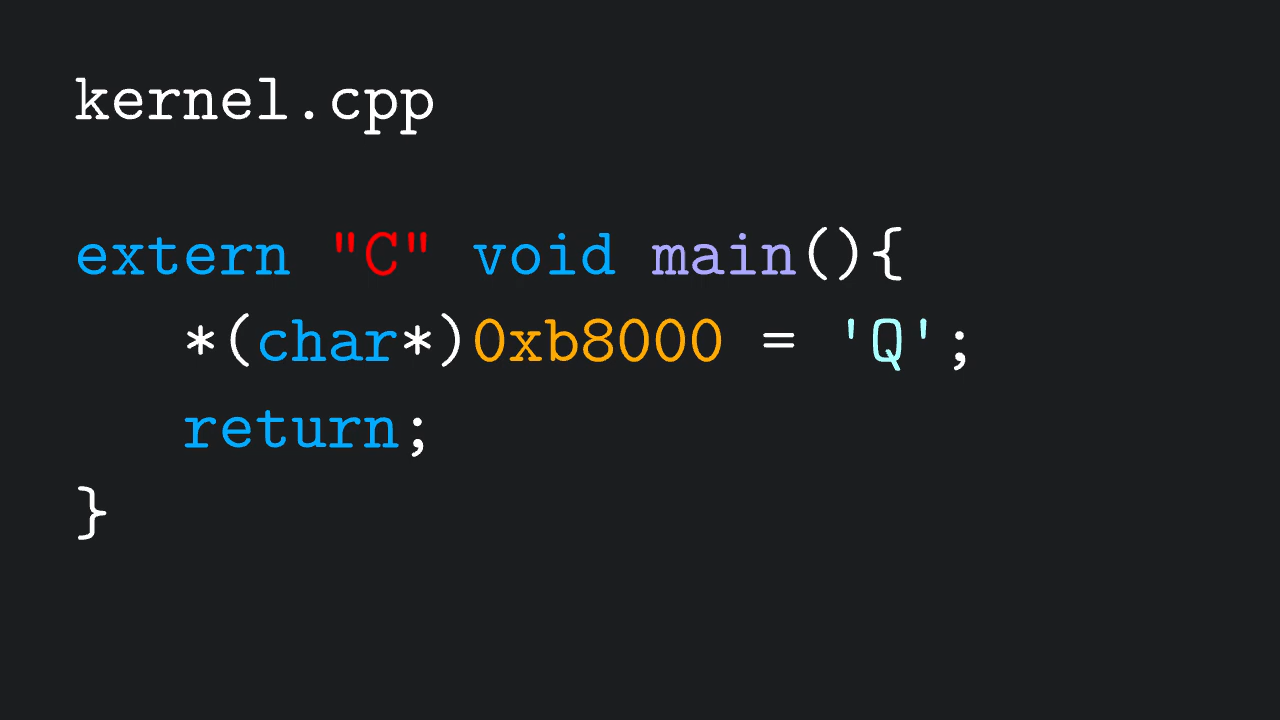 kernel.cpp
extern "C" void main(){
   *(char*)0xb8000 = 'Q';
   return;
}